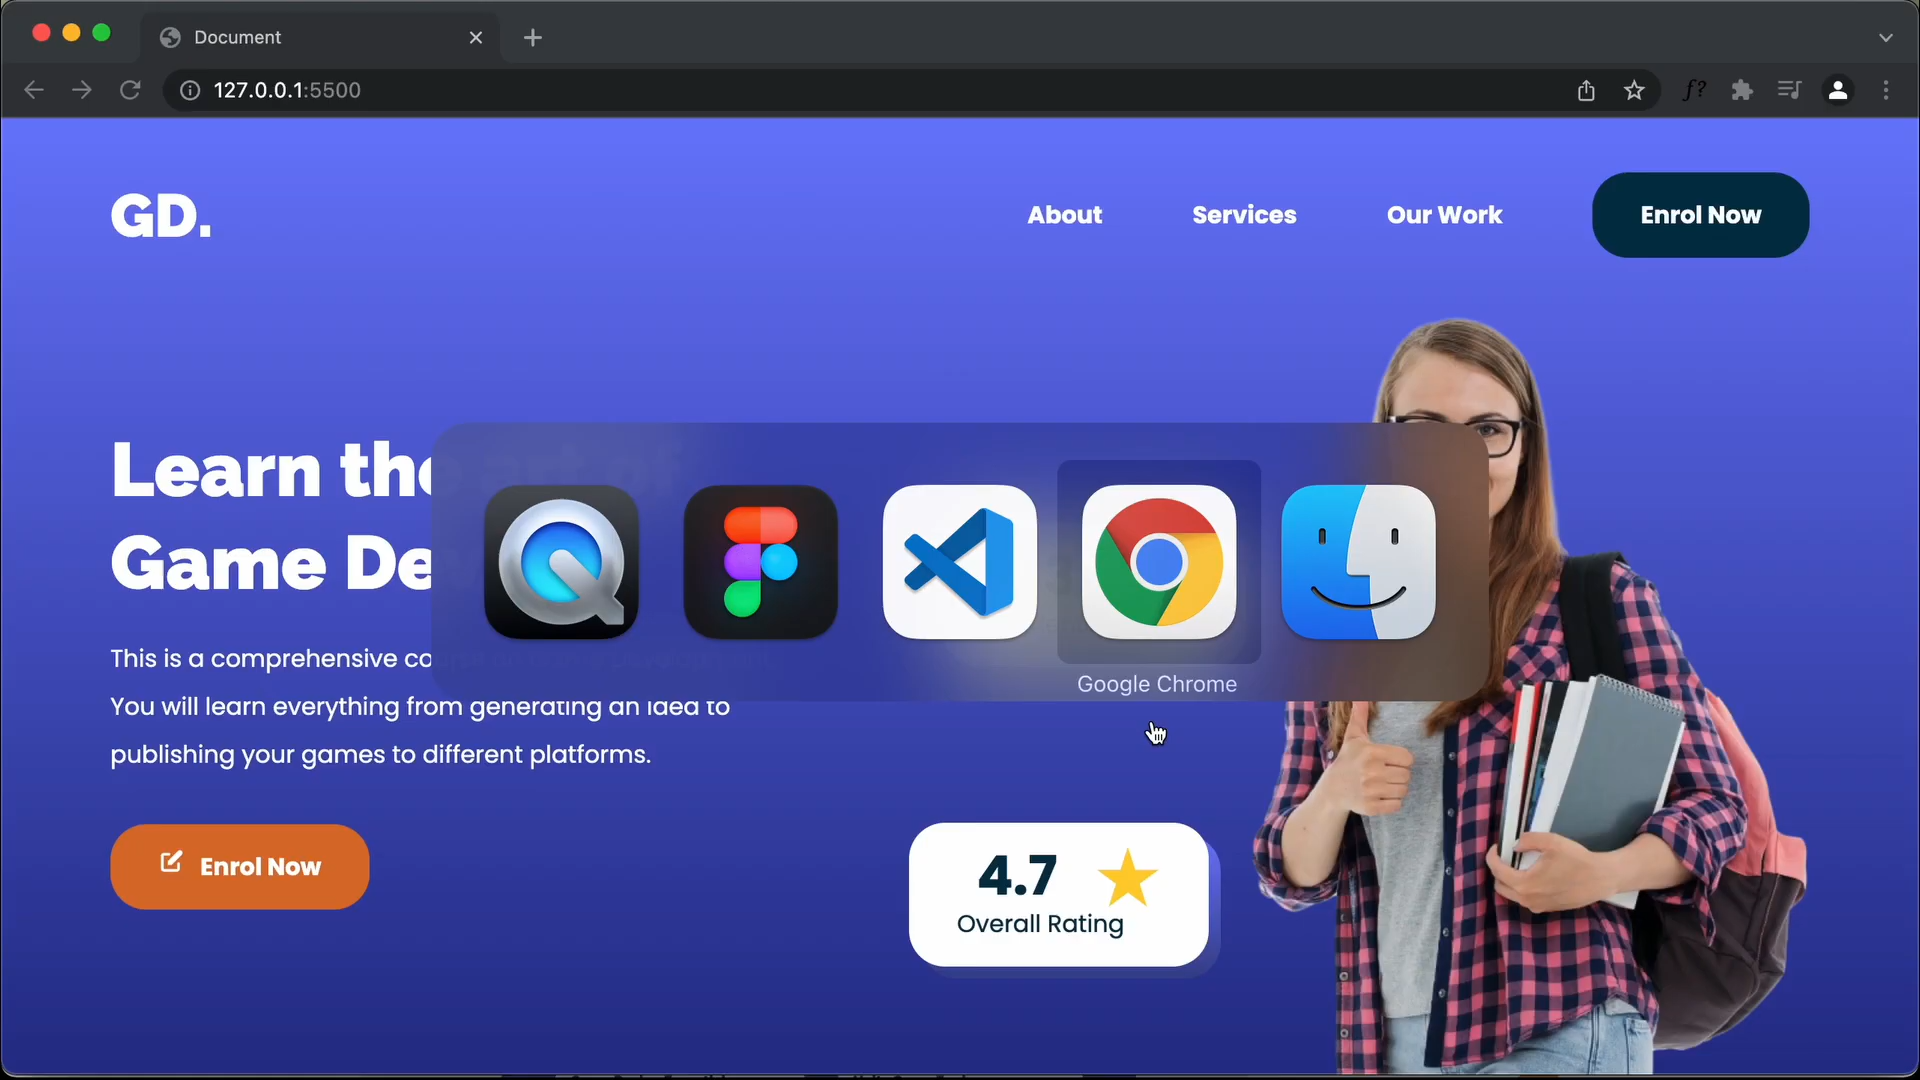 Document
127.0.0.1:5500
f?
GD.
About
Services
Our Work
Enrol Now
Learn the art of
Game De
This is a comprehensive co
You will learn everything from generating an idea to
publishing your games to different platforms.
Google Chrome
Enrol Now
4.7
Overall Rating